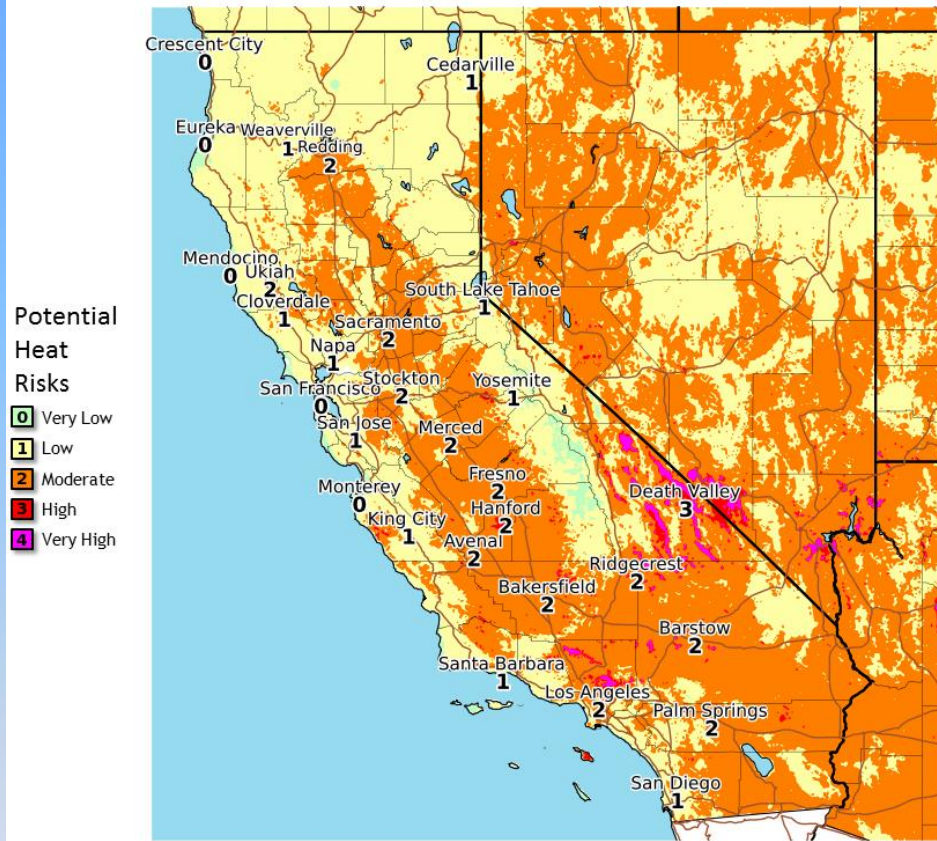 Potential
Heat
Risks
0 Very Low
1 Low
2 Moderate
3 High
4 Very High
Crescent City
0
Cedarville
1
Eureka
0
Weaverville
1
Redding
2
Mendocino
0
Ukiah
2
Cloverdale
1
South Lake Tahoe
1
Sacramento
2
Napa
1
San Francisco
0
Stockton
2
Yosemite
1
San Jose
1
Merced
2
Fresno
2
Monterey
0
Hanford
2
King City
1
Death Valley
3
Avenal
2
Ridgecrest
2
Bakersfield
2
Barstow
2
Santa Barbara
1
Los Angeles
2
Palm Springs
2
San Diego
1